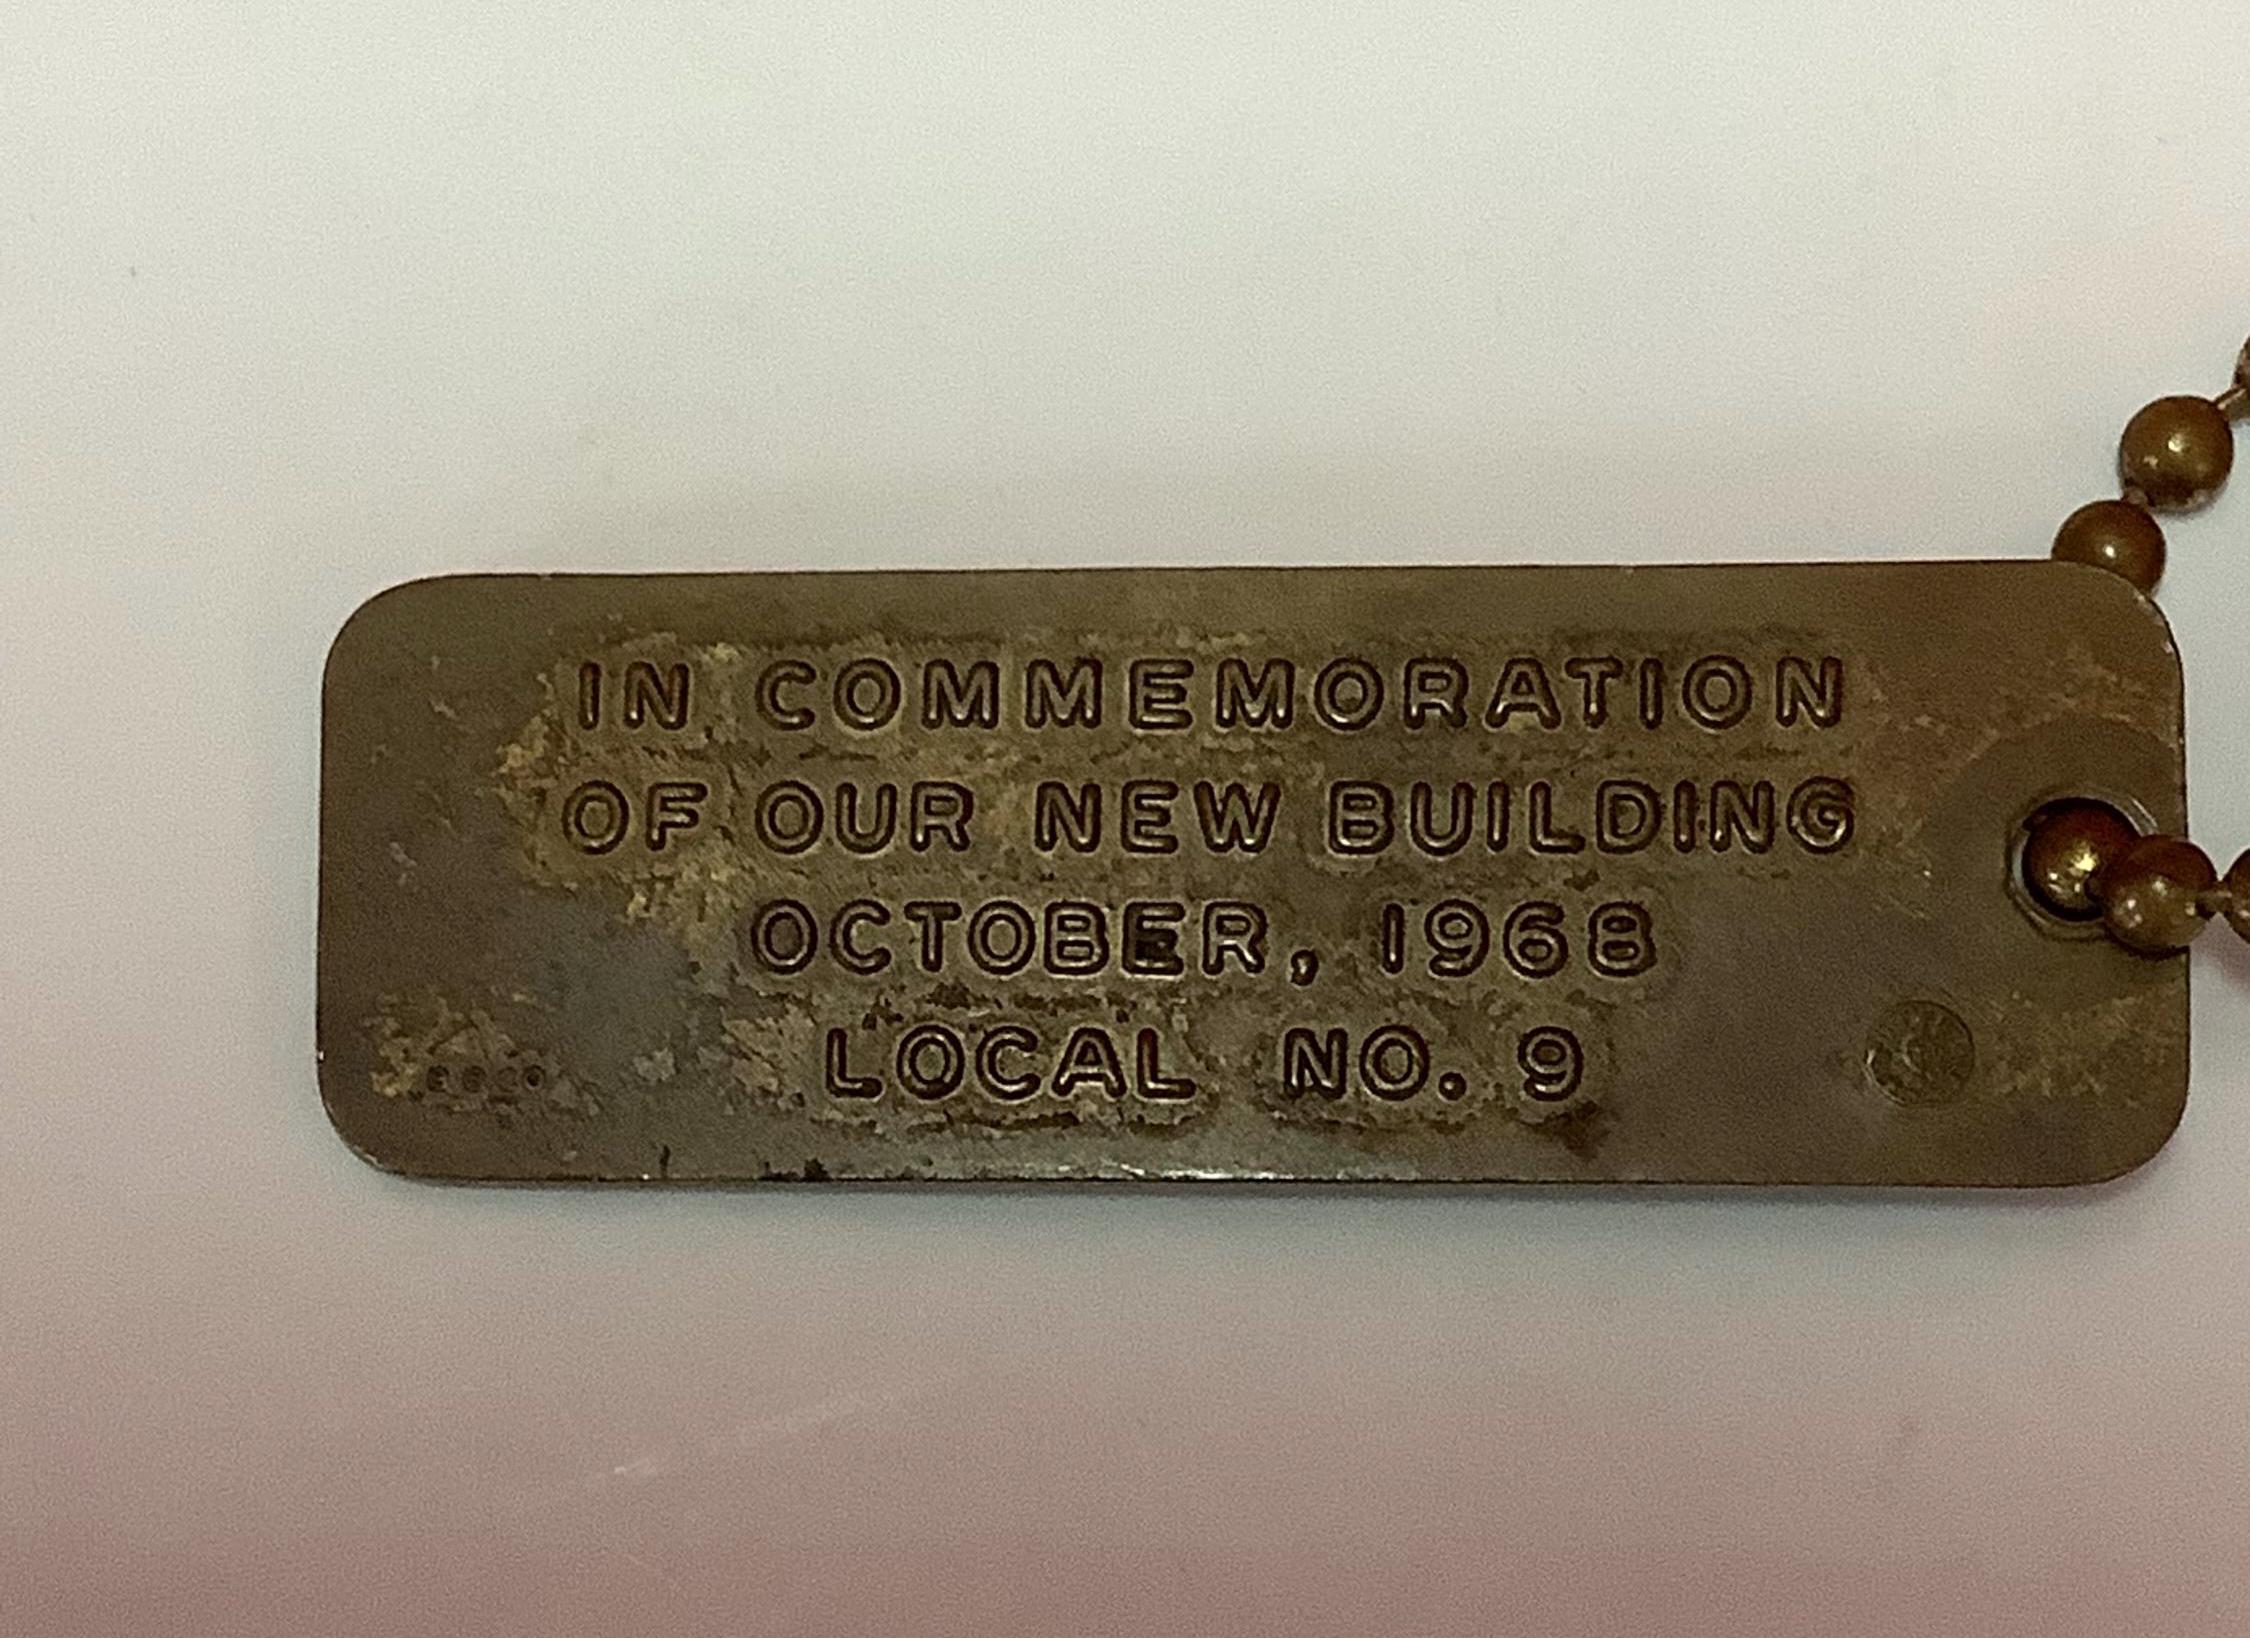 IN COMMEMORATION
OF OUR NEW BUILDING
OCTOBER, 1968
LOCAL NO. 9